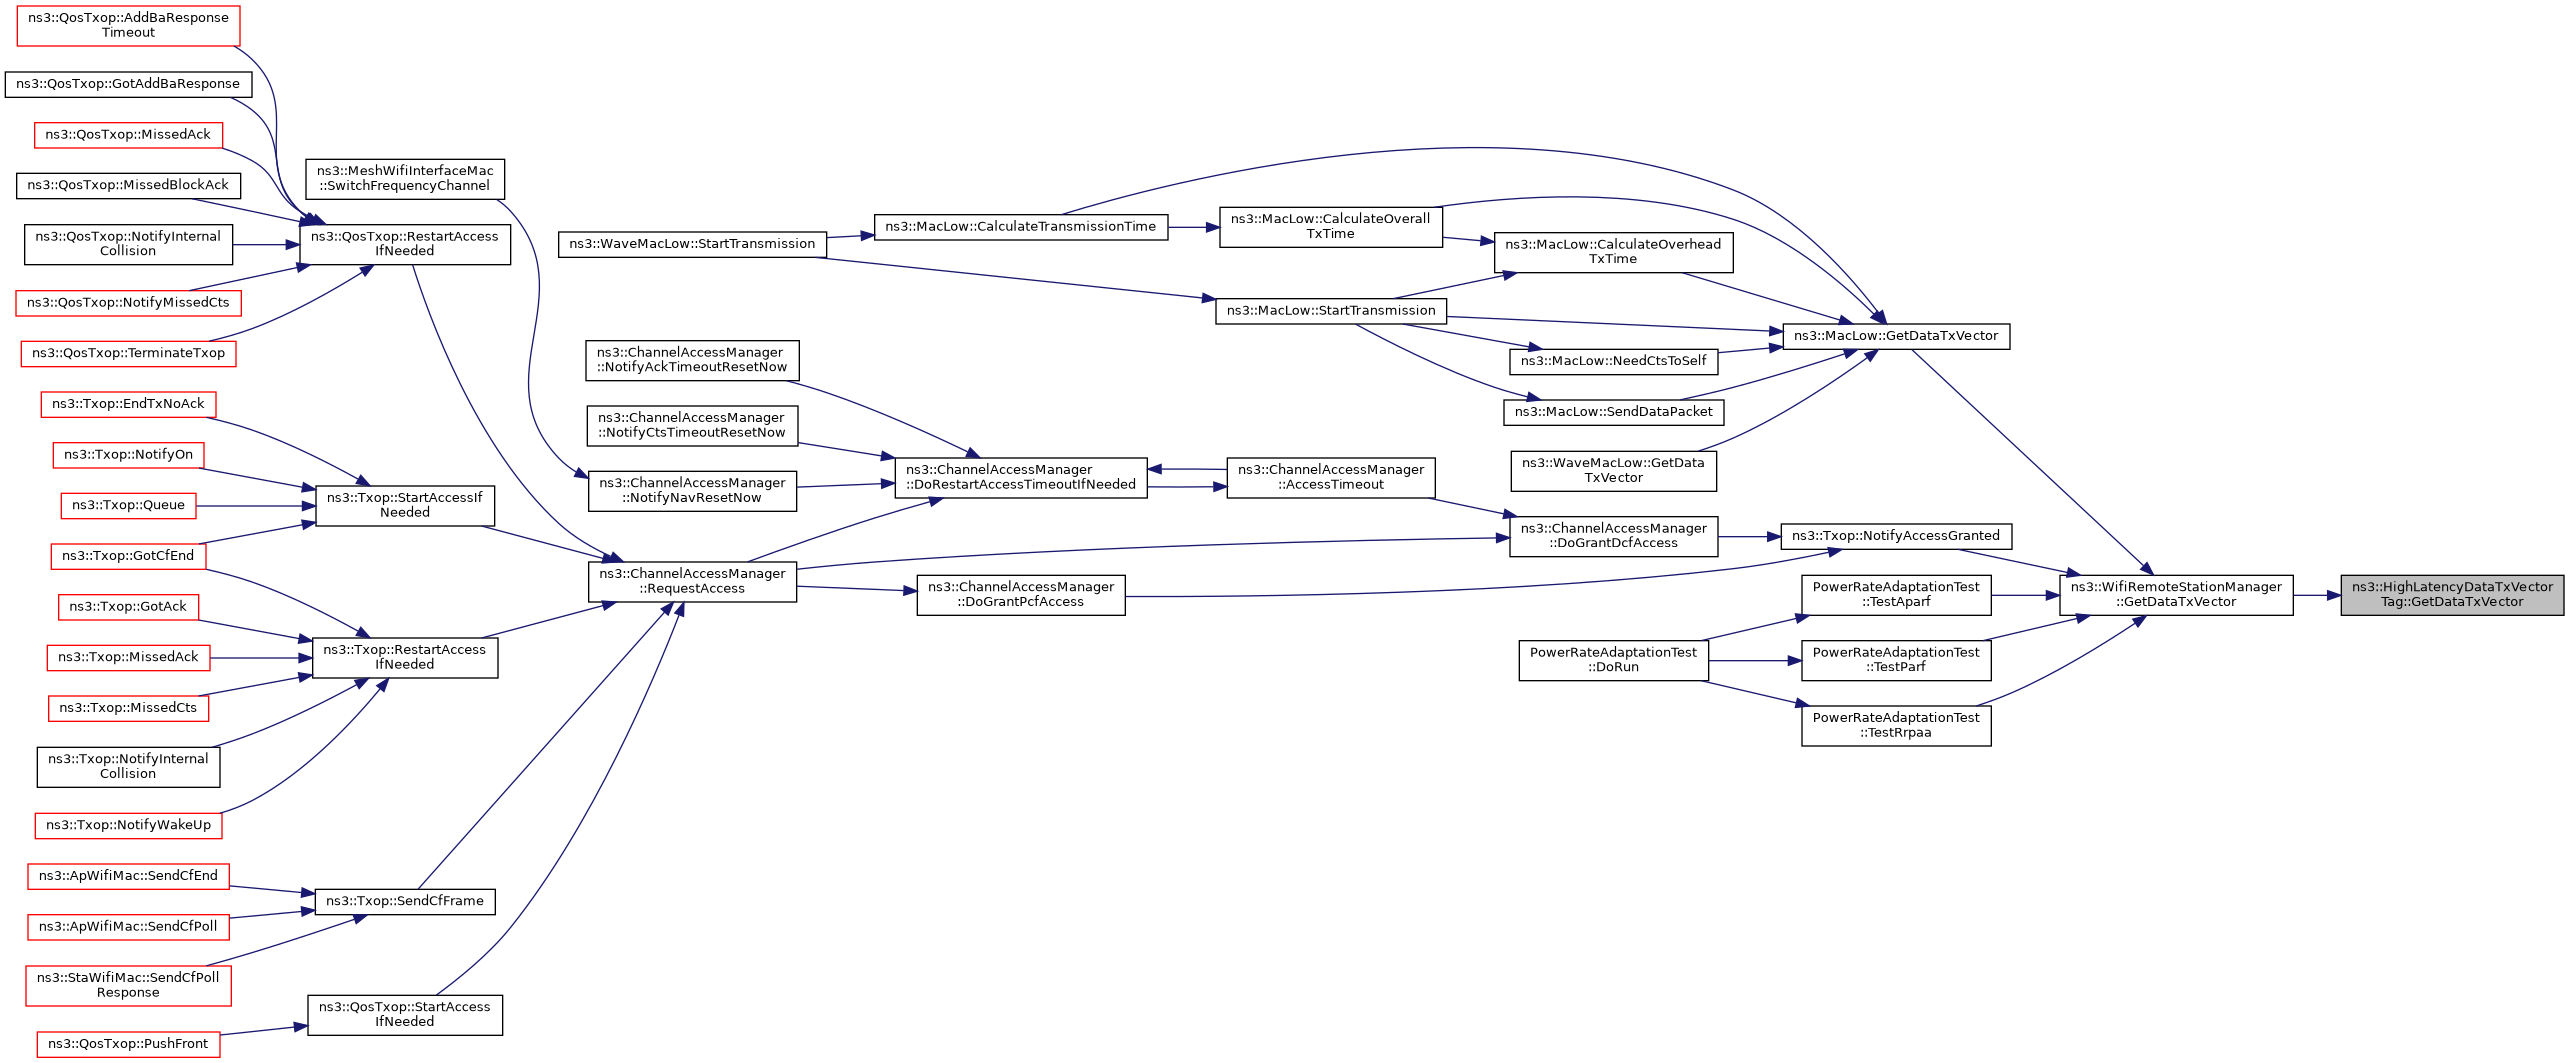 ns3::QosTxop::AddBaResponse
Timeout
ns3::QosTxop::GotAddBaResponse
ns3::QosTxop::MissedAck
ns3::QosTxop::MissedBlockAck
ns3::QosTxop::NotifyInternal
Collision
ns3::QosTxop::NotifyMissedCts
ns3::QosTxop::TerminateTxop
ns3::Txop::EndTxNoAck
ns3::Txop::NotifyOn
ns3::Txop::Queue
ns3::Txop::GotCfEnd
ns3::Txop::GotAck
ns3::Txop::MissedAck
ns3::Txop::MissedCts
ns3::Txop::NotifyInternal
Collision
ns3::Txop::NotifyWakeUp
ns3::ApWifiMac::SendCfEnd
ns3::ApWifiMac::SendCfPoll
ns3::StaWifiMac::SendCfPoll
Response
ns3::QosTxop::PushFront
ns3::MeshWifiInterfaceMac
::SwitchFrequencyChannel
ns3::QosTxop::RestartAccess
IfNeeded
ns3::Txop::StartAccessIf
Needed
ns3::Txop::RestartAccess
IfNeeded
ns3::Txop::SendCfFrame
ns3::QosTxop::StartAccess
IfNeeded
ns3::WaveMacLow::StartTransmission
ns3::ChannelAccessManager
::NotifyAckTimeoutResetNow
ns3::ChannelAccessManager
::NotifyCtsTimeoutResetNow
ns3::ChannelAccessManager
::NotifyNavResetNow
ns3::ChannelAccessManager
::RequestAccess
ns3::MacLow::CalculateTransmissionTime
ns3::ChannelAccessManager
::DoRestartAccessTimeoutIfNeeded
ns3::ChannelAccessManager
::DoGrantPcfAccess
ns3::MacLow::CalculateOverall
TxTime
ns3::MacLow::StartTransmission
ns3::ChannelAccessManager
::AccessTimeout
ns3::MacLow::CalculateOverhead
TxTime
ns3::MacLow::NeedCtsToSelf
ns3::MacLow::SendDataPacket
ns3::WaveMacLow::GetData
TxVector
ns3::ChannelAccessManager
::DoGrantDcfAccess
PowerRateAdaptationTest
::DoRun
ns3::MacLow::GetDataTxVector
ns3::Txop::NotifyAccessGranted
PowerRateAdaptationTest
::TestAparf
PowerRateAdaptationTest
::TestParf
PowerRateAdaptationTest
::TestRrpaa
ns3::WifiRemoteStationManager
::GetDataTxVector
ns3::HighLatencyDataTxVector
Tag::GetDataTxVector